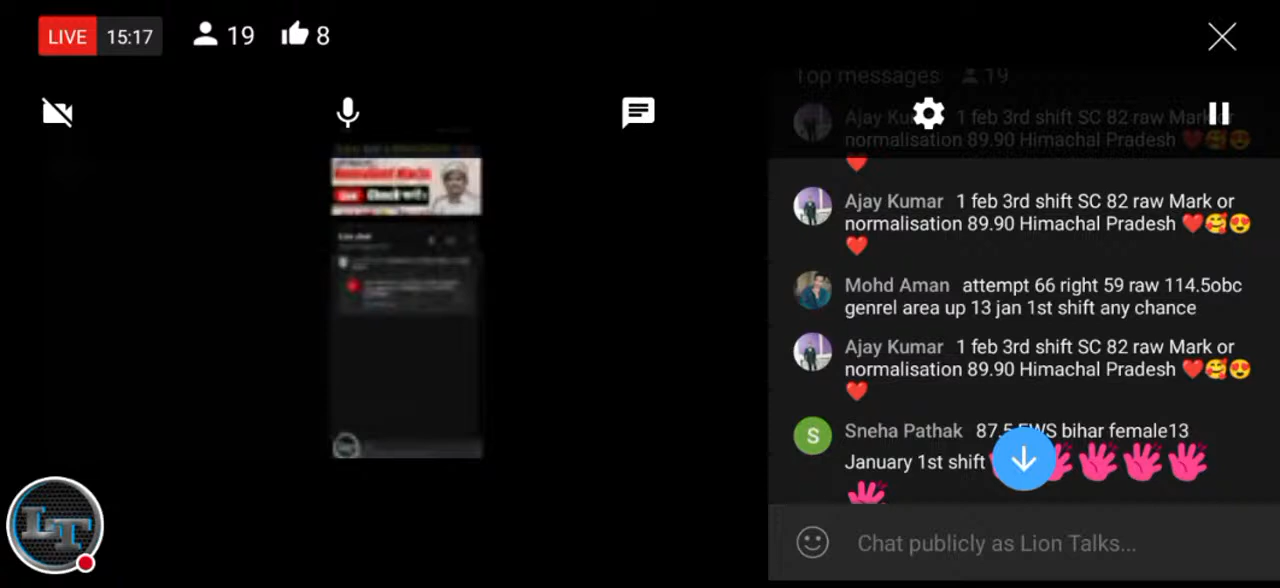 LIVE 15:17 19 8
Top messages 19
Ajay Kumar 1 feb 3rd shift SC 82 raw Mark or
normalisation 89.90 Himachal Pradesh ❤️🥰😍
❤️
Ajay Kumar 1 feb 3rd shift SC 82 raw Mark or
normalisation 89.90 Himachal Pradesh ❤️🥰😍
❤️
Mohd Aman attempt 66 right 59 raw 114.5obc
genrel area up 13 jan 1st shift any chance
Ajay Kumar 1 feb 3rd shift SC 82 raw Mark or
normalisation 89.90 Himachal Pradesh ❤️🥰😍
❤️
S Sneha Pathak 87.5 EWS bihar female13
January 1st shift
LT
Chat publicly as Lion Talks...